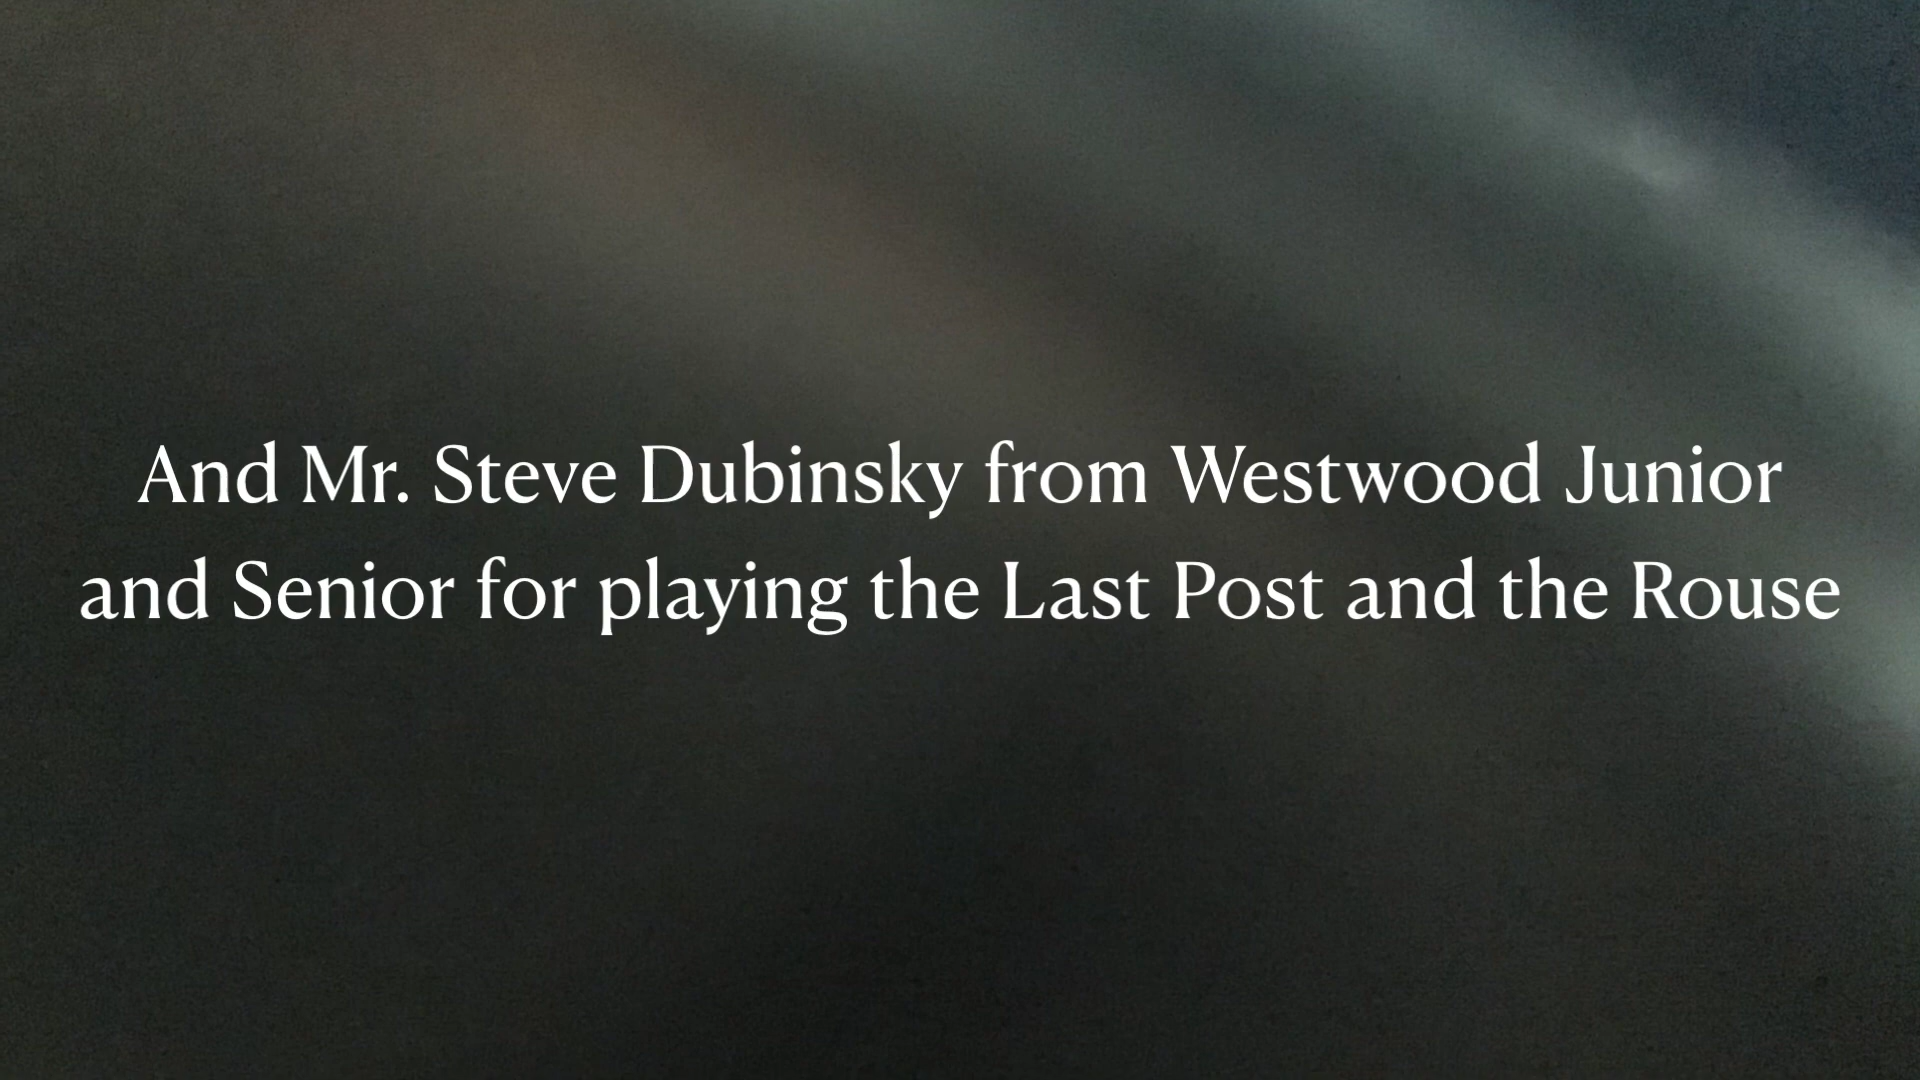 And Mr. Steve Dubinsky from Westwood Junior
and Senior for playing the Last Post and the Rouse